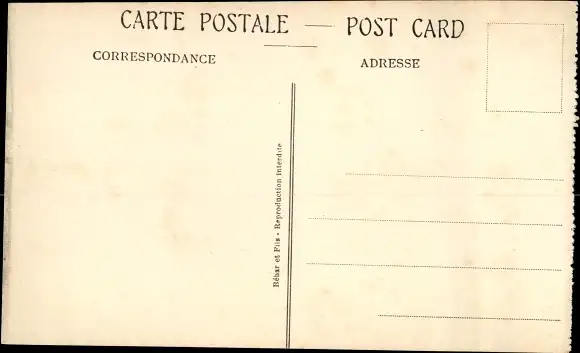 CARTE POSTALE — POST CARD
CORRESPONDANCE
ADRESSE
Béhar et Fils - Reproduction interdite